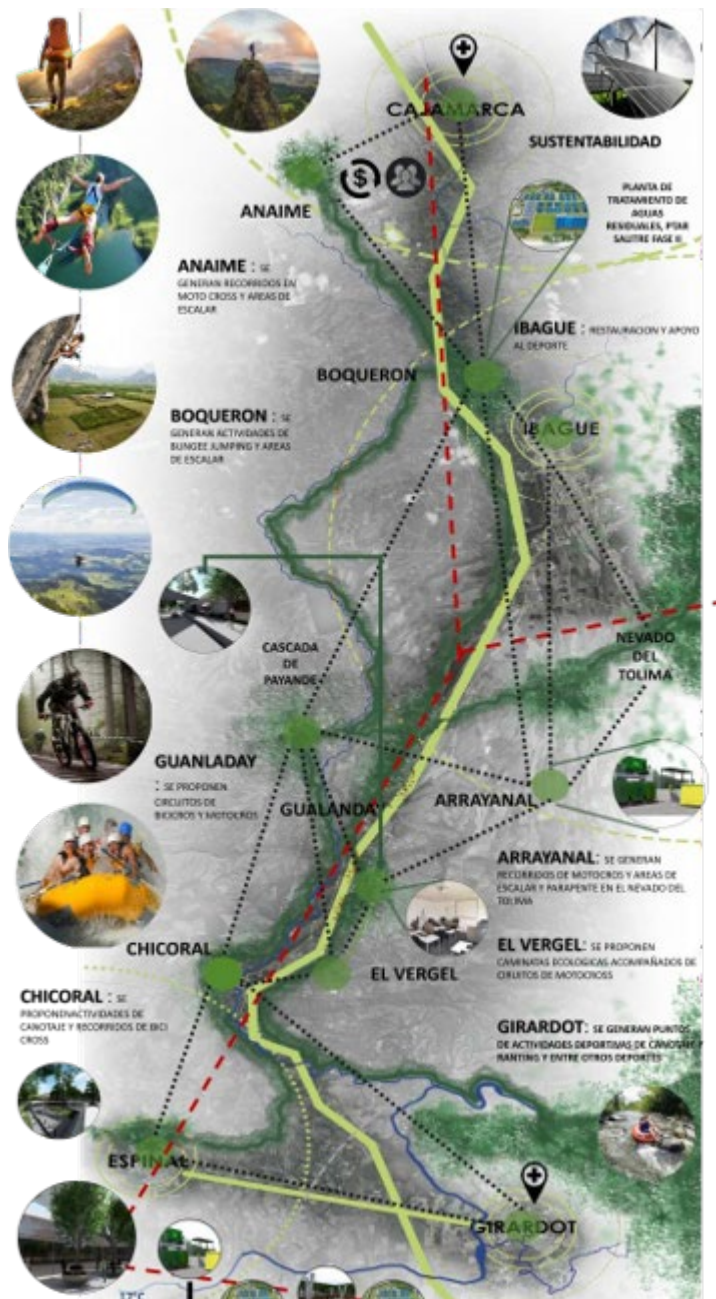 CAJAMARCA
SUSTENTABILIDAD
PLANTA DE
TRATAMIENTO DE
AGUAS
RESIDUALES, PTAR
SALITRE FASE II
ANAIME
ANAIME : SE
GENERAN RECORRIDOS EN
MOTO CROSS Y AREAS DE
ESCALAR
IBAGUE : RESTAURACION Y APOYO
AL DEPORTE
BOQUERON
BOQUERON : SE
GENERAN ACTIVIDADES DE
BUNGEE JUMPING Y AREAS
DE ESCALAR
IBAGUE
CASCADA
DE
PAYANDE
NEVADO
DEL
TOLIMA
GUANLADAY
: SE PROPONEN
CIRCUITOS DE
BICICROS Y MOTOCROS
GUALANDA
ARRAYANAL
ARRAYANAL: SE GENERAN
RECORRIDOS DE MOTOCROS Y AREAS DE
ESCALAR Y PARAPENTE EN EL NEVADO DEL
TOLIMA
CHICORAL
EL VERGEL
EL VERGEL: SE PROPONEN
CAMINATAS ECOLOGICAS ACOMPAÑADOS DE
CIRUITOS DE MOTOCROSS
CHICORAL : SE
PROPONENACTIVIDADES DE
CANOTAJE Y RECORRIDOS DE BICI
CROSS
GIRARDOT: SE GENERAN PUNTOS
DE ACTIVIDADES DEPORTIVAS DE CANOTAJE
RANTING Y ENTRE OTROS DEPORTES
ESPINAL
GIRARDOT